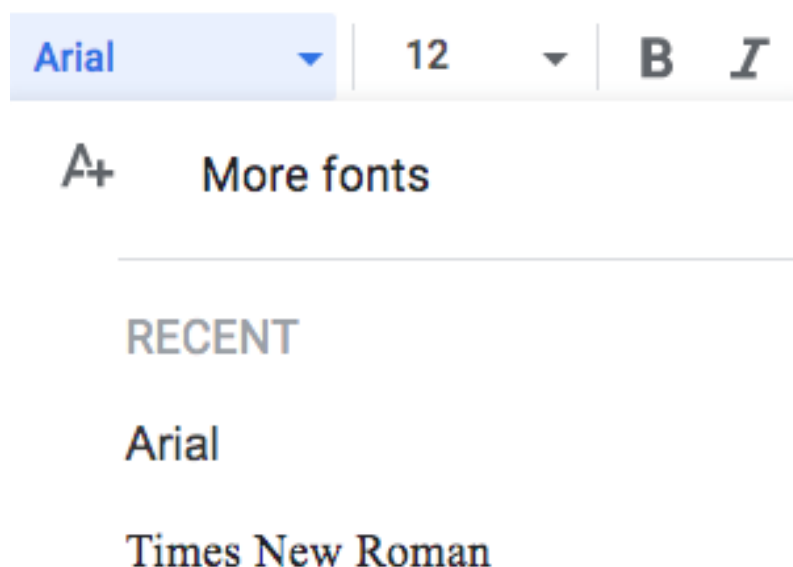 Arial 12 B I
A+ More fonts
RECENT
Arial
Times New Roman